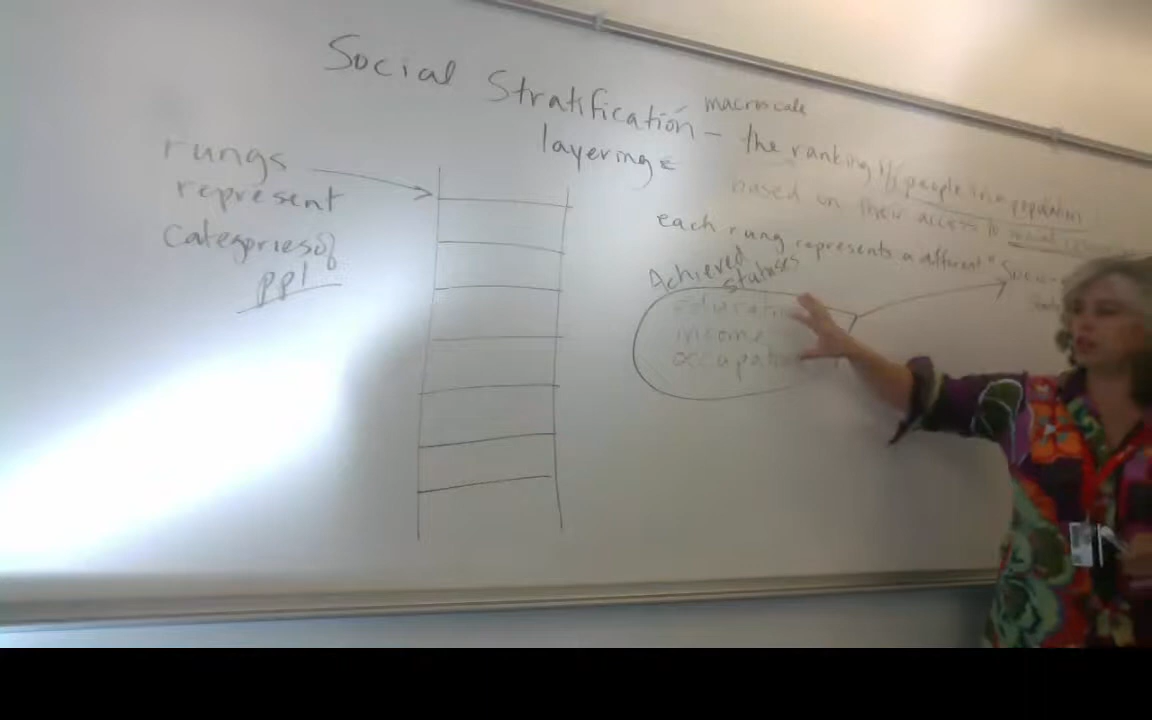 Social Stratification –
macroscale
layering =
the ranking of people in a population
based on their access to
each rung represents a different "Socio-
rungs
represent
categories of
ppl
Achieved
statuses
education
income
occupation